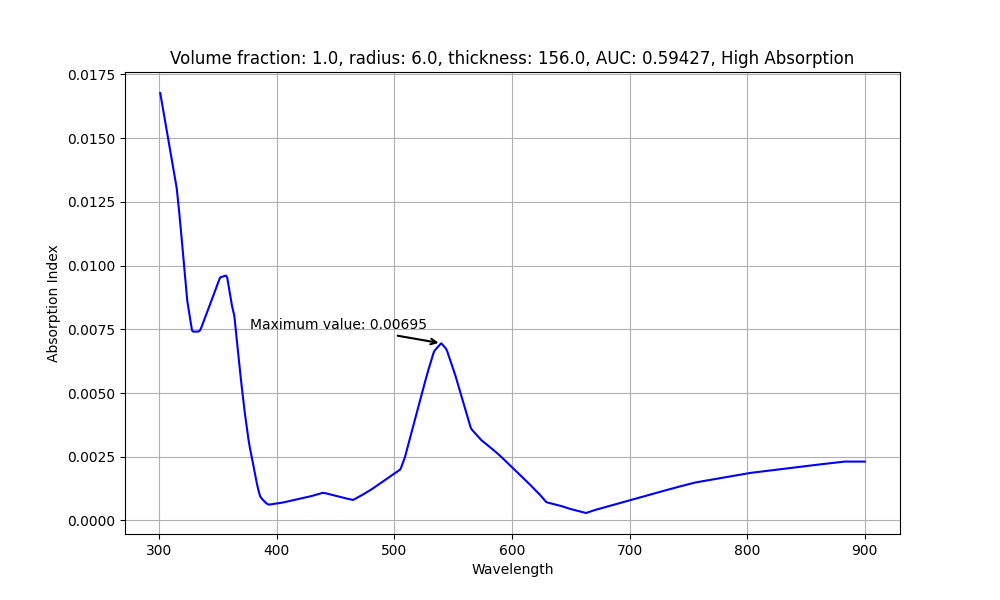 Volume fraction: 1.0, radius: 6.0, thickness: 156.0, AUC: 0.59427, High Absorption
0.0175
0.0150
0.0125
0.0100
0.0075
0.0050
0.0025
0.0000
Absorption Index
Maximum value: 0.00695
300 400 500 600 700 800 900
Wavelength